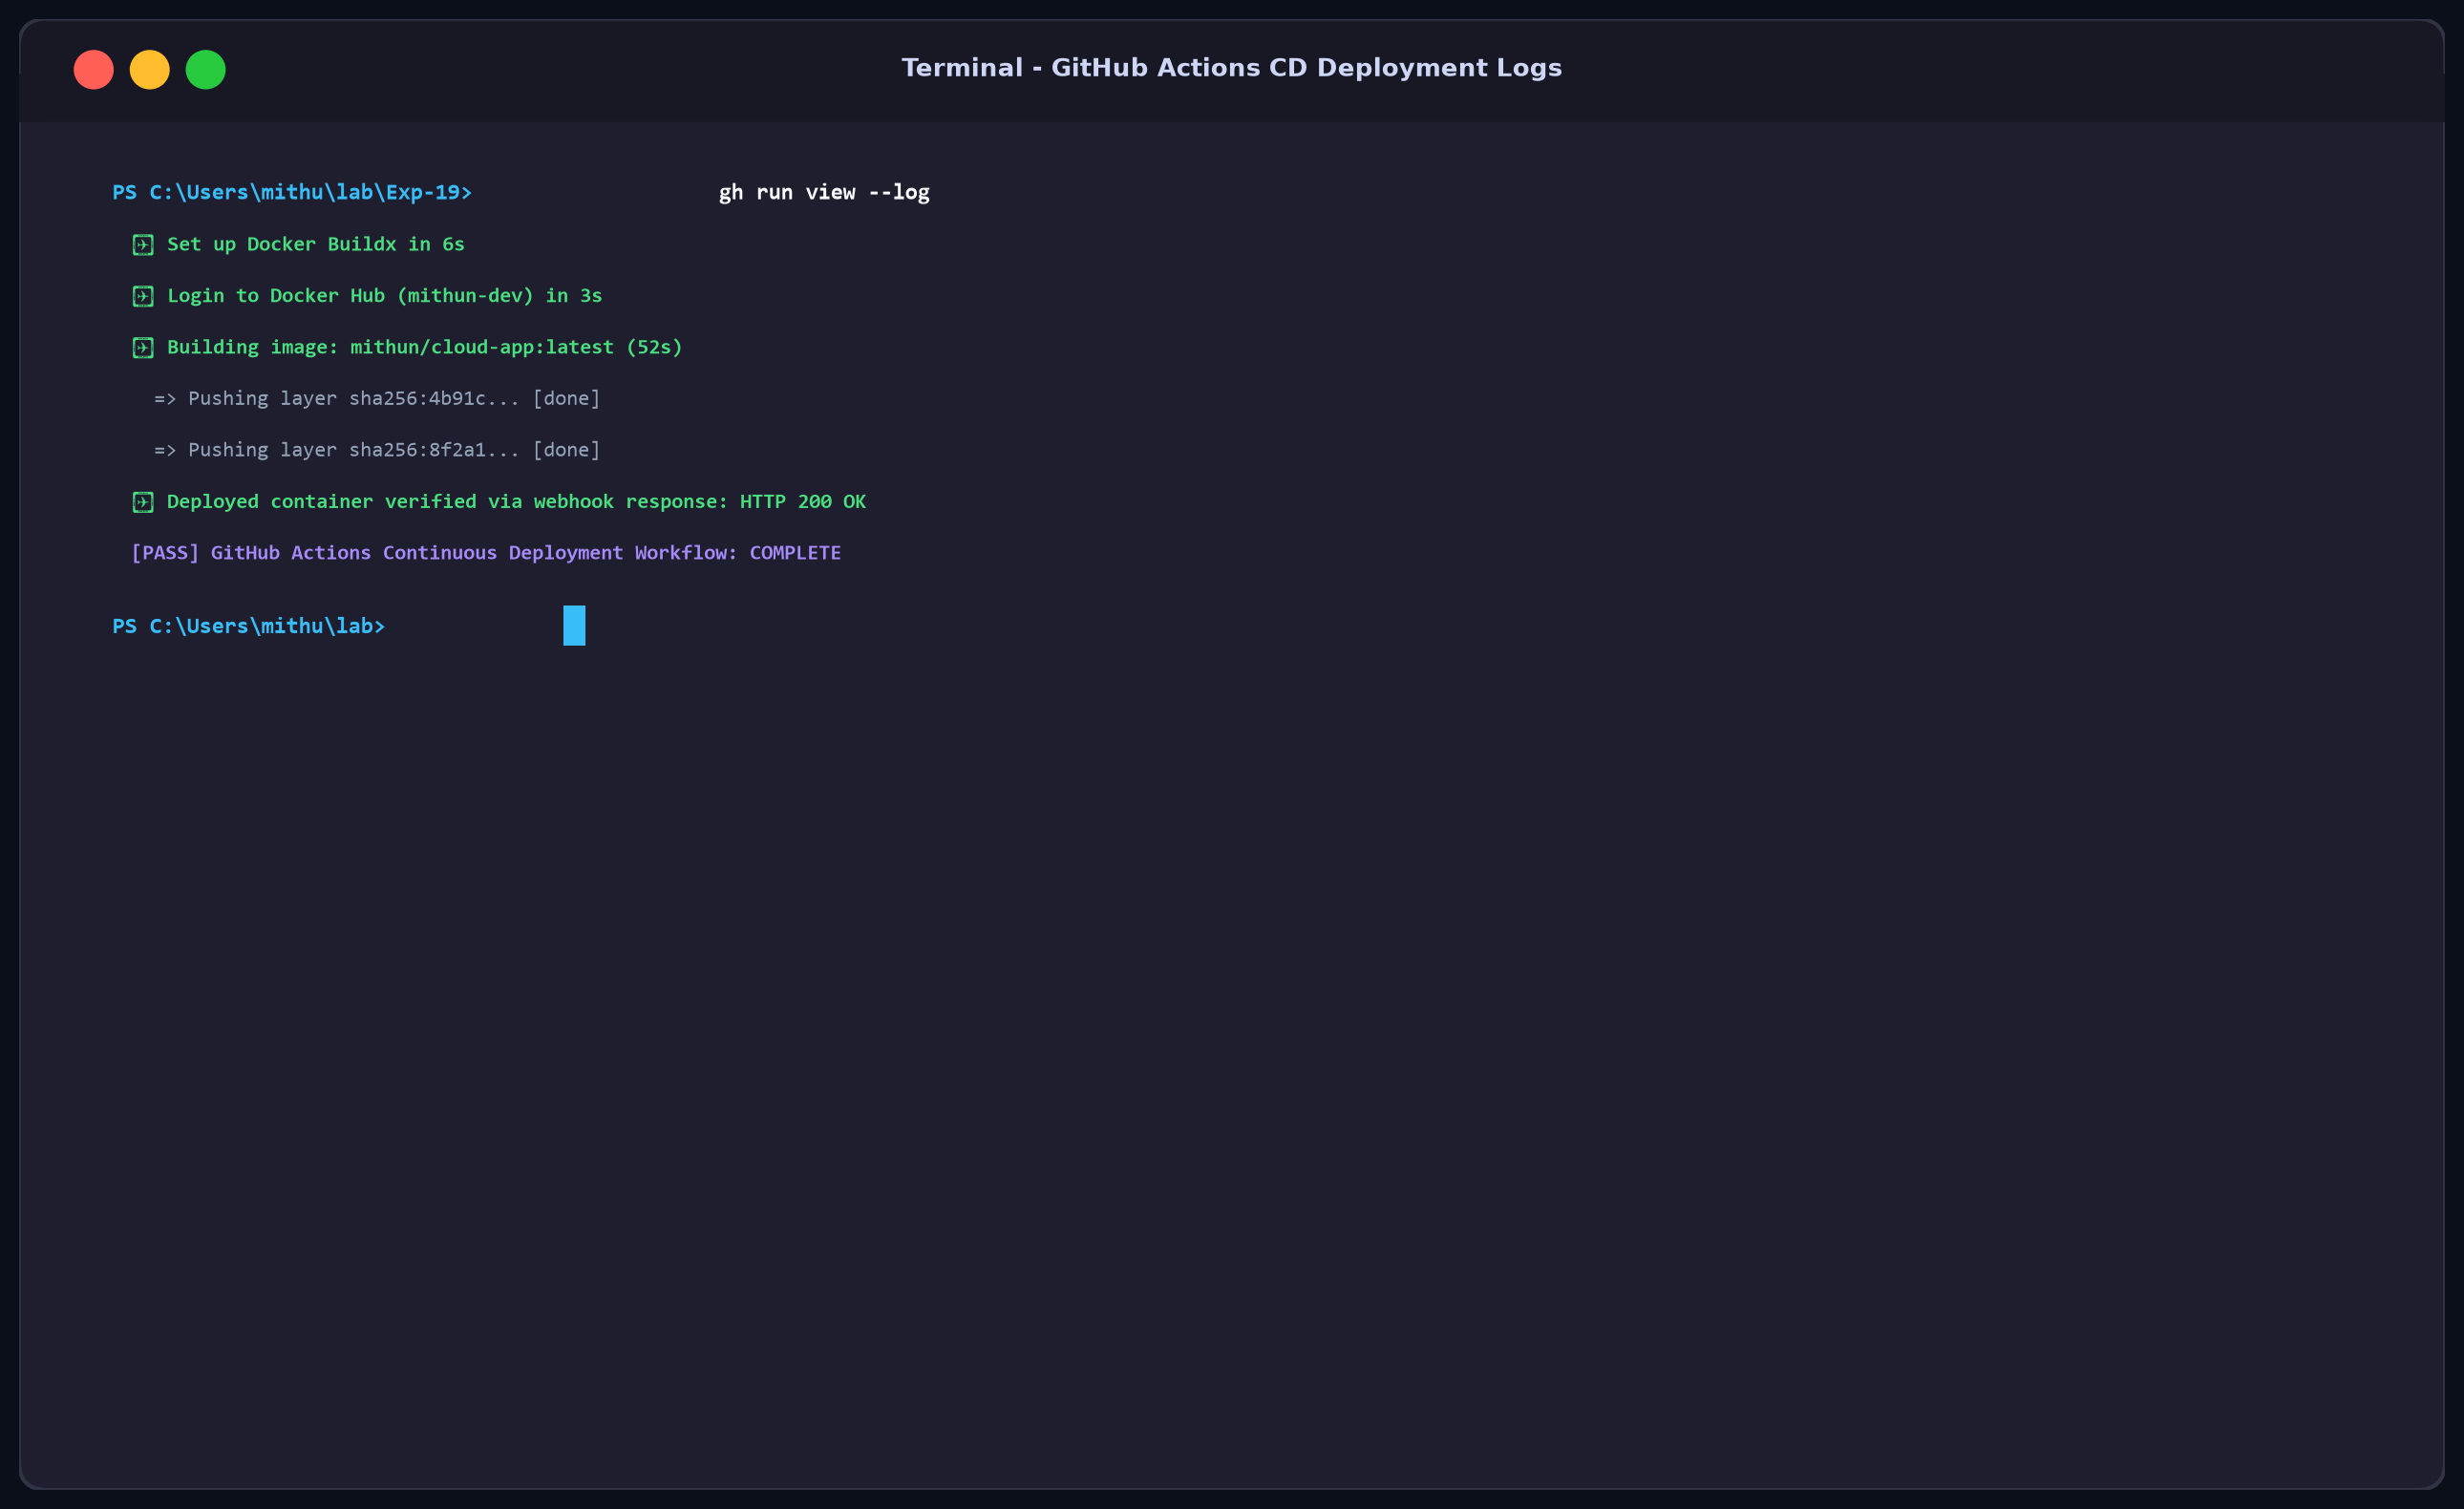 Terminal - GitHub Actions CD Deployment Logs
PS C:\Users\mithu\lab\Exp-19> gh run view --log
Set up Docker Buildx in 6s
Login to Docker Hub (mithun-dev) in 3s
Building image: mithun/cloud-app:latest (52s)
=> Pushing layer sha256:4b91c... [done]
=> Pushing layer sha256:8f2a1... [done]
Deployed container verified via webhook response: HTTP 200 OK
[PASS] GitHub Actions Continuous Deployment Workflow: COMPLETE
PS C:\Users\mithu\lab>